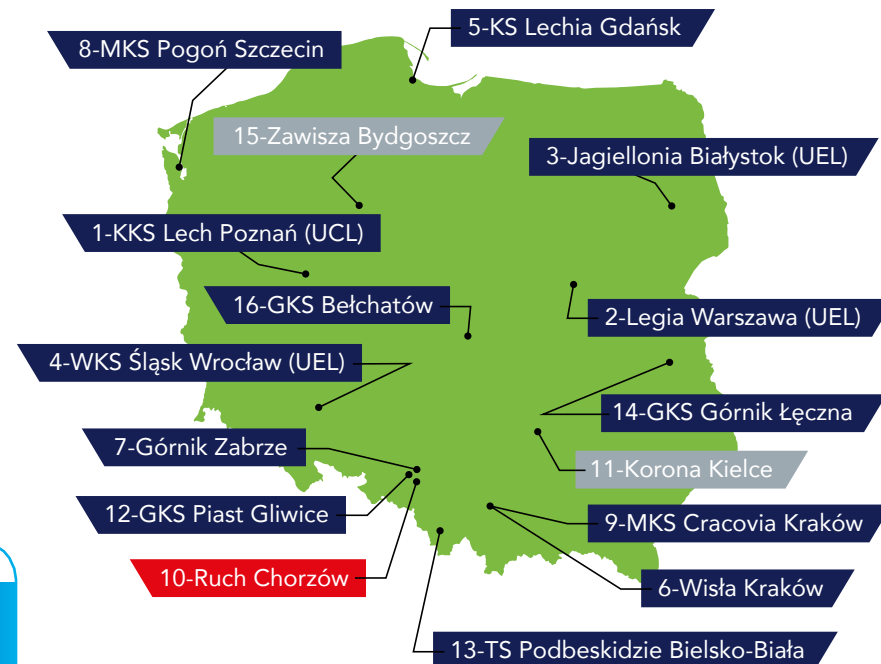 5-KS Lechia Gdańsk
8-MKS Pogoń Szczecin
15-Zawisza Bydgoszcz
3-Jagiellonia Białystok (UEL)
1-KKS Lech Poznań (UCL)
16-GKS Bełchatów
2-Legia Warszawa (UEL)
4-WKS Śląsk Wrocław (UEL)
14-GKS Górnik Łęczna
7-Górnik Zabrze
11-Korona Kielce
12-GKS Piast Gliwice
9-MKS Cracovia Kraków
10-Ruch Chorzów
6-Wisła Kraków
13-TS Podbeskidzie Bielsko-Biała